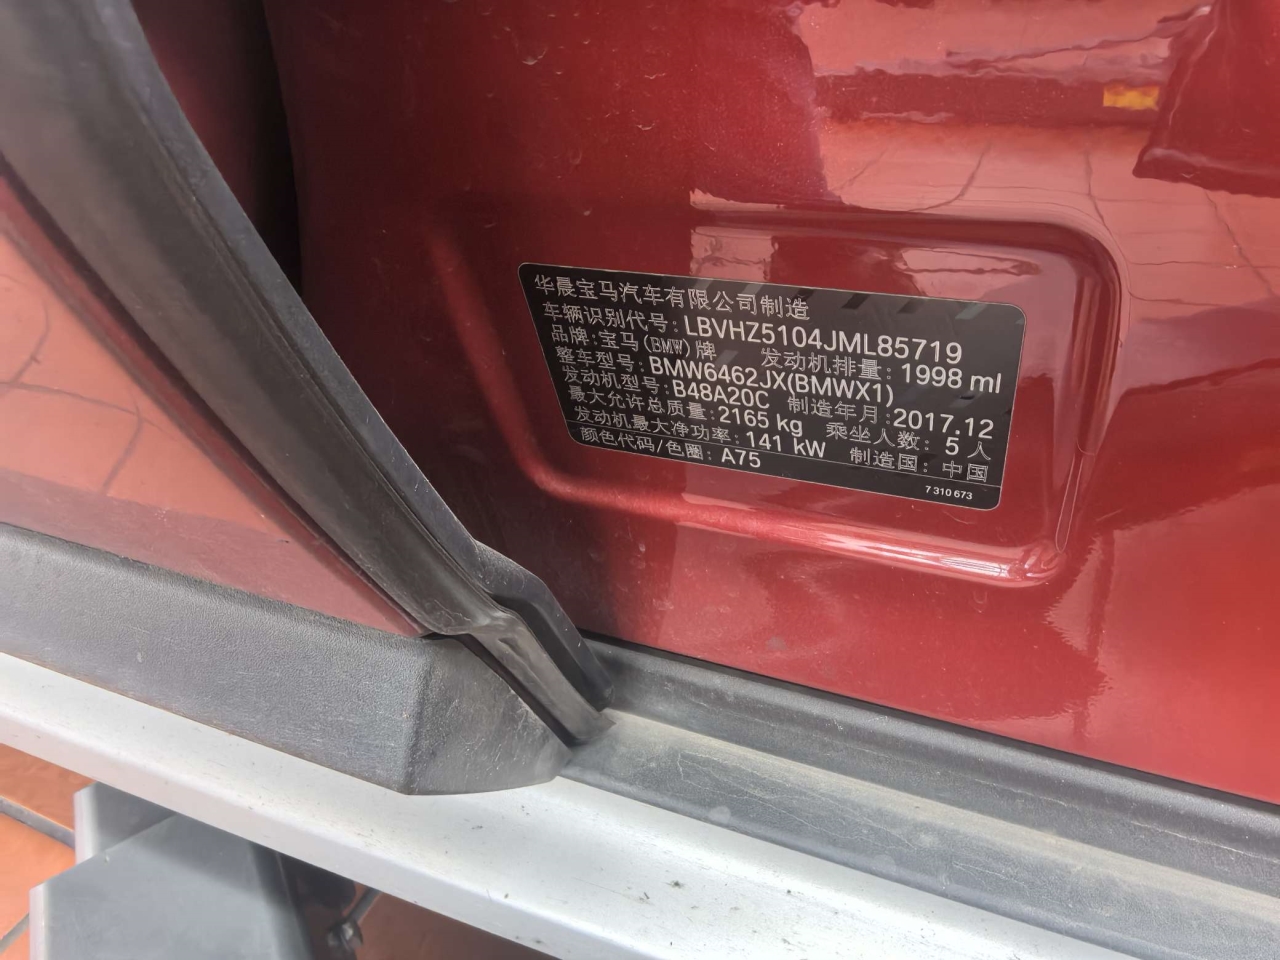 华晨宝马汽车有限公司制造
车辆识别代号: LBVHZ5104JML85719
品牌: 宝马(BMW)牌 发动机排量: 1998 ml
整车型号: BMW6462JX(BMWX1)
发动机型号: B48A20C 制造年月: 2017.12
最大允许总质量: 2165 kg 乘坐人数: 5 人
发动机最大净功率: 141 kW 制造国: 中国
颜色代码/色圈: A75
7 310 673